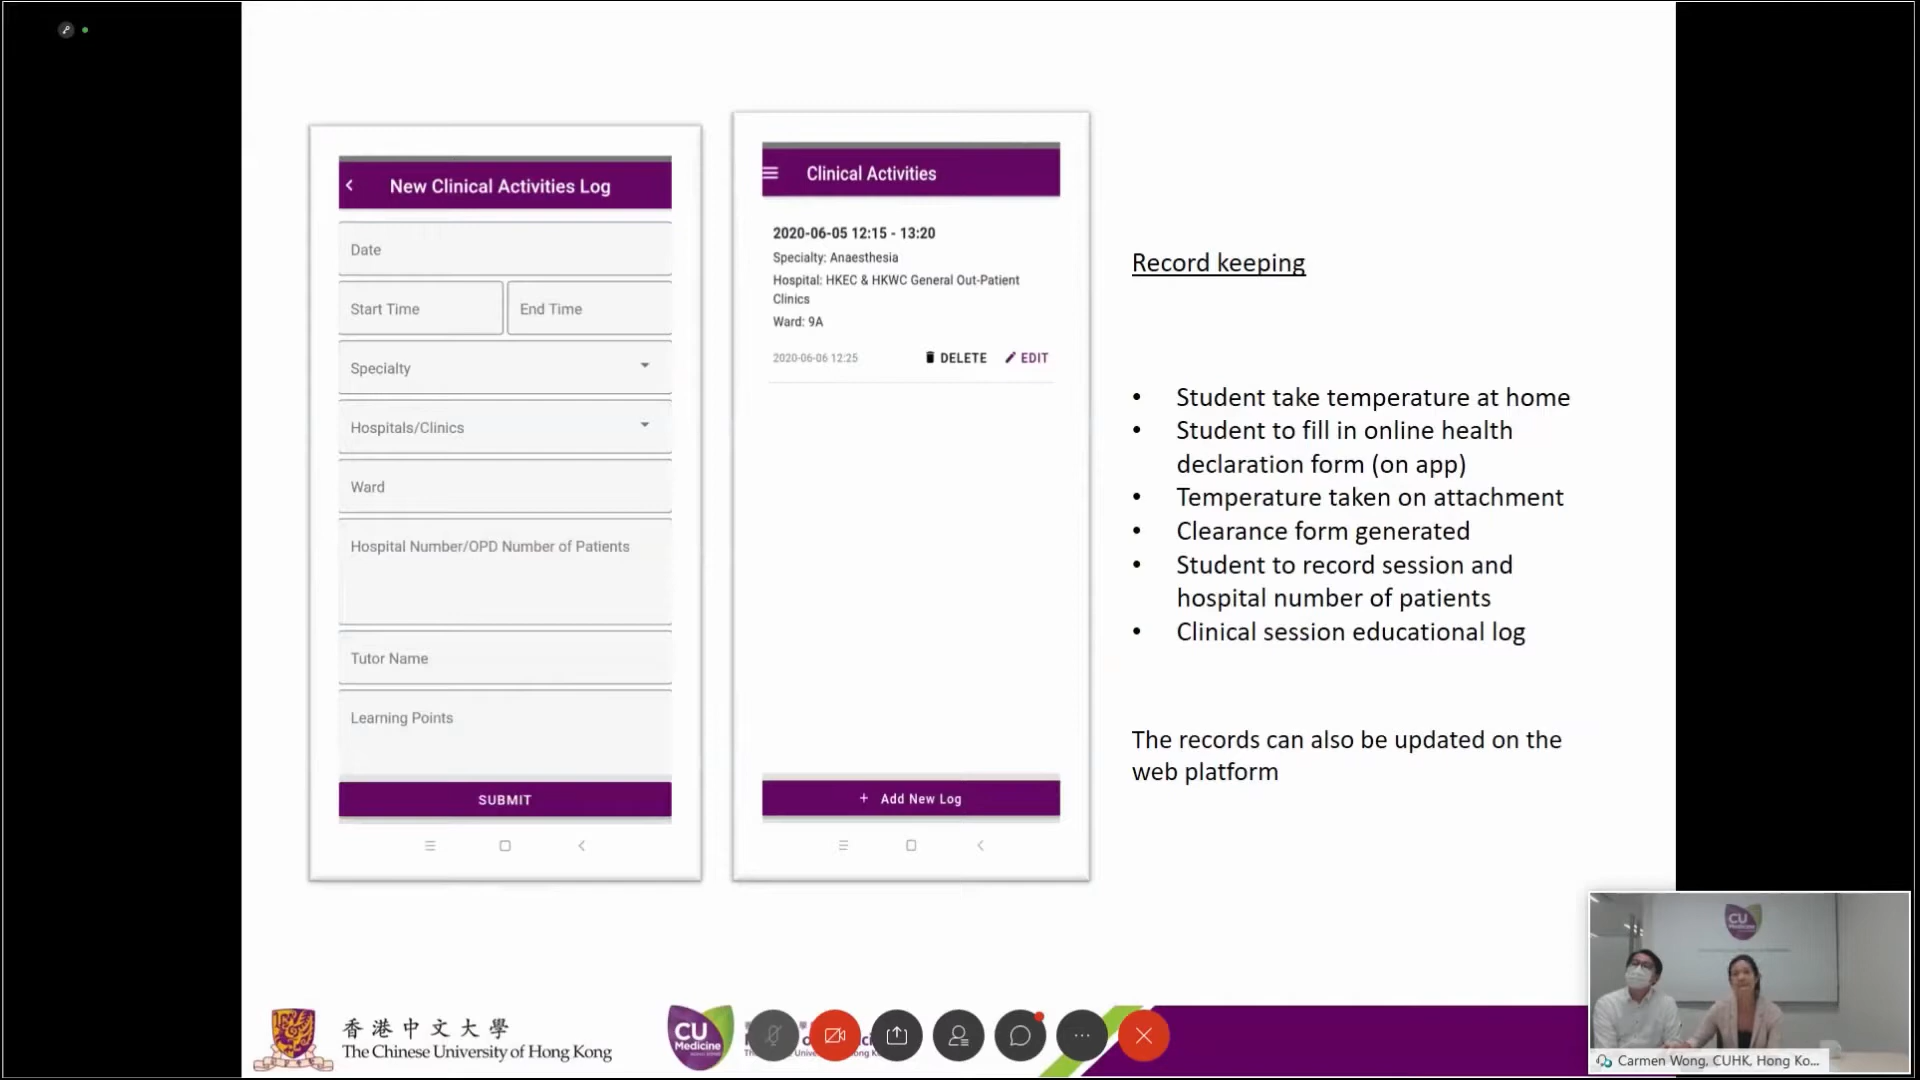 New Clinical Activities Log
Date
Start Time
End Time
Specialty
Hospitals/Clinics
Ward
Hospital Number/OPD Number of Patients
Tutor Name
Learning Points
SUBMIT
Clinical Activities
2020-06-05 12:15 - 13:20
Specialty: Anaesthesia
Hospital: HKEC & HKWC General Out-Patient
Clinics
Ward: 9A
2020-06-06 12:25
DELETE
EDIT
+ Add New Log
Record keeping
• Student take temperature at home
• Student to fill in online health
declaration form (on app)
• Temperature taken on attachment
• Clearance form generated
• Student to record session and
hospital number of patients
• Clinical session educational log
The records can also be updated on the
web platform
香港中文大學
The Chinese University of Hong Kong
CU
Medicine
CU
Medicine
Carmen Wong, CUHK, Hong Ko...